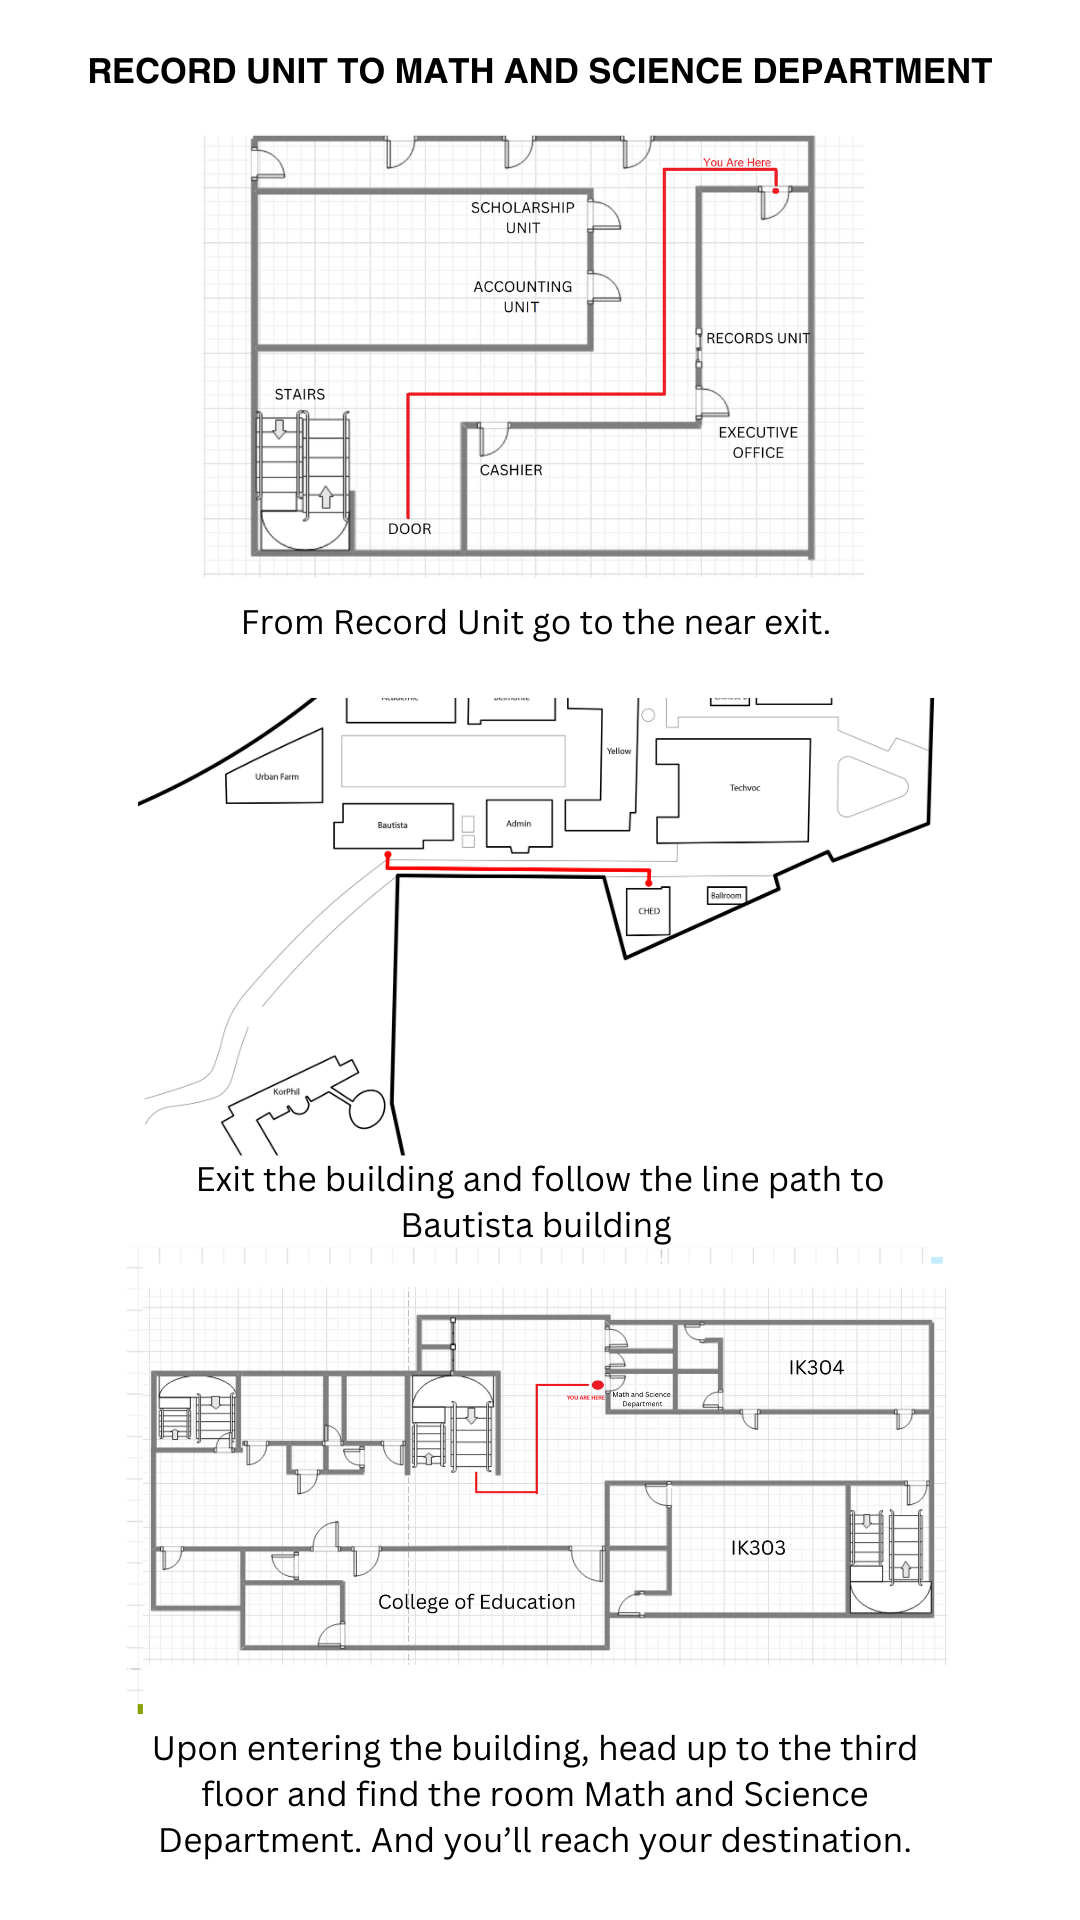 RECORD UNIT TO MATH AND SCIENCE DEPARTMENT
You Are Here
SCHOLARSHIP
UNIT
ACCOUNTING
UNIT
RECORDS UNIT
STAIRS
EXECUTIVE
OFFICE
CASHIER
DOOR
From Record Unit go to the near exit.
Yellow
Urban Farm
Techvoc
Bautista
Admin
Ballroom
CHED
KorPhil
Exit the building and follow the line path to
Bautista building
IK304
YOU ARE HERE
Math and Science
Department
IK303
College of Education
Upon entering the building, head up to the third
floor and find the room Math and Science
Department. And you’ll reach your destination.